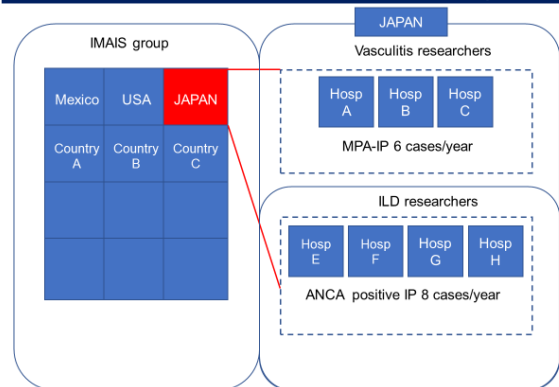 JAPAN
IMAIS group
Vasculitis researchers
Mexico
USA
JAPAN
Hosp
A
Hosp
B
Hosp
C
Country
A
Country
B
Country
C
MPA-IP 6 cases/year
ILD researchers
Hosp
E
Hosp
F
Hosp
G
Hosp
H
ANCA positive IP 8 cases/year